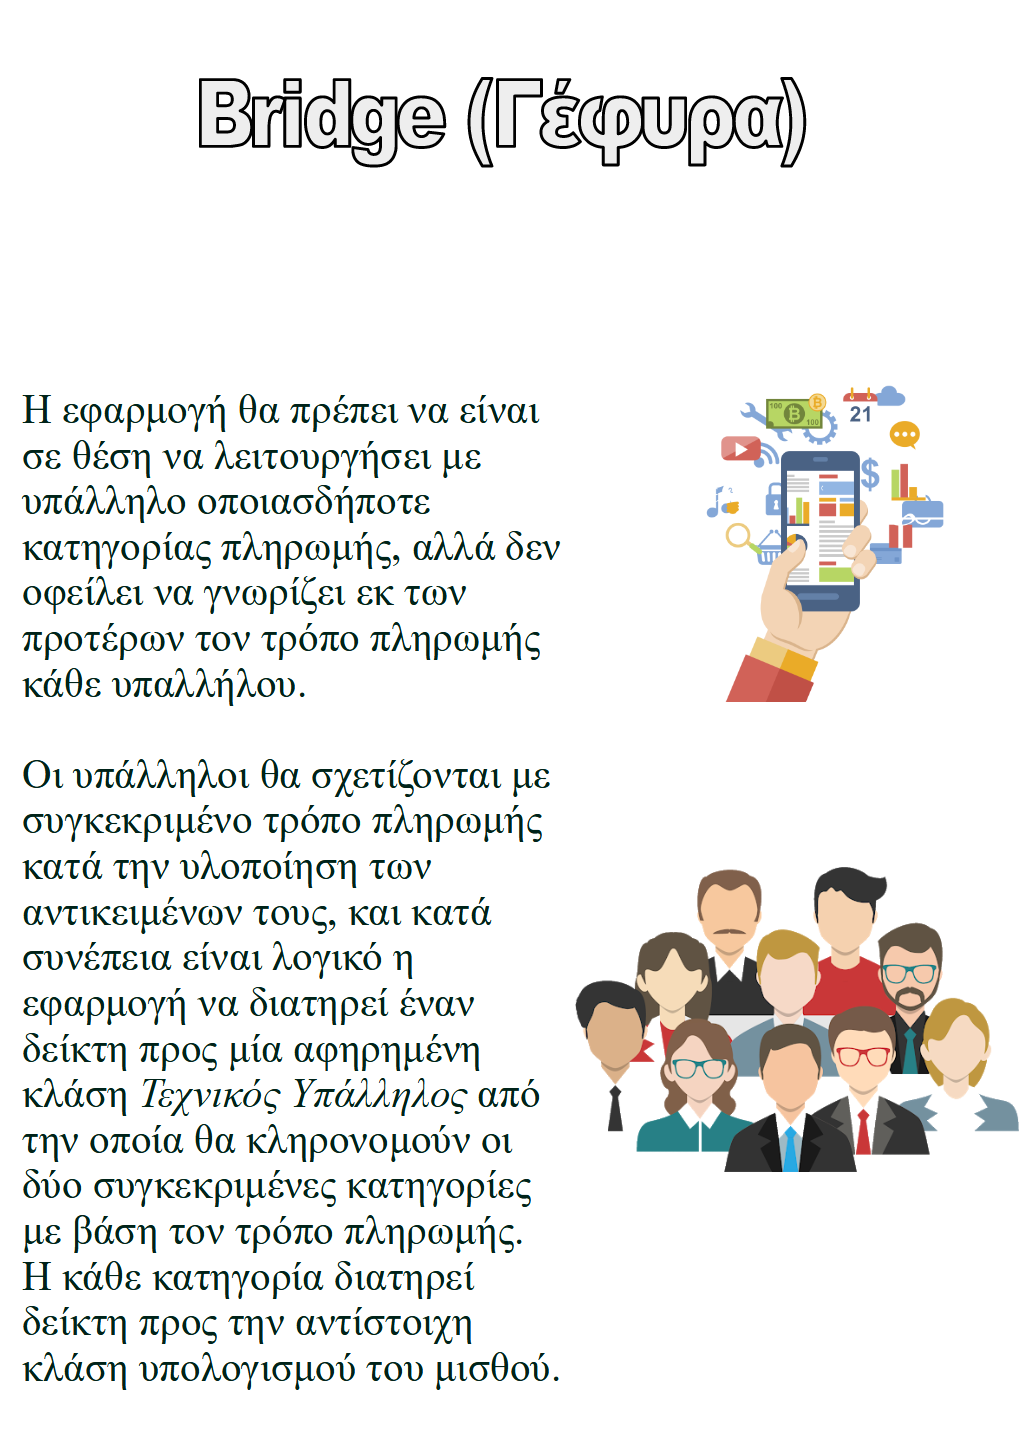 Bridge (Γέφυρα)
Η εφαρμογή θα πρέπει να είναι
σε θέση να λειτουργήσει με
υπάλληλο οποιασδήποτε
κατηγορίας πληρωμής, αλλά δεν
οφείλει να γνωρίζει εκ των
προτέρων τον τρόπο πληρωμής
κάθε υπαλλήλου.
Οι υπάλληλοι θα σχετίζονται με
συγκεκριμένο τρόπο πληρωμής
κατά την υλοποίηση των
αντικειμένων τους, και κατά
συνέπεια είναι λογικό η
εφαρμογή να διατηρεί έναν
δείκτη προς μία αφηρημένη
κλάση Τεχνικός Υπάλληλος από
την οποία θα κληρονομούν οι
δύο συγκεκριμένες κατηγορίες
με βάση τον τρόπο πληρωμής.
Η κάθε κατηγορία διατηρεί
δείκτη προς την αντίστοιχη
κλάση υπολογισμού του μισθού.
100
100
21
$